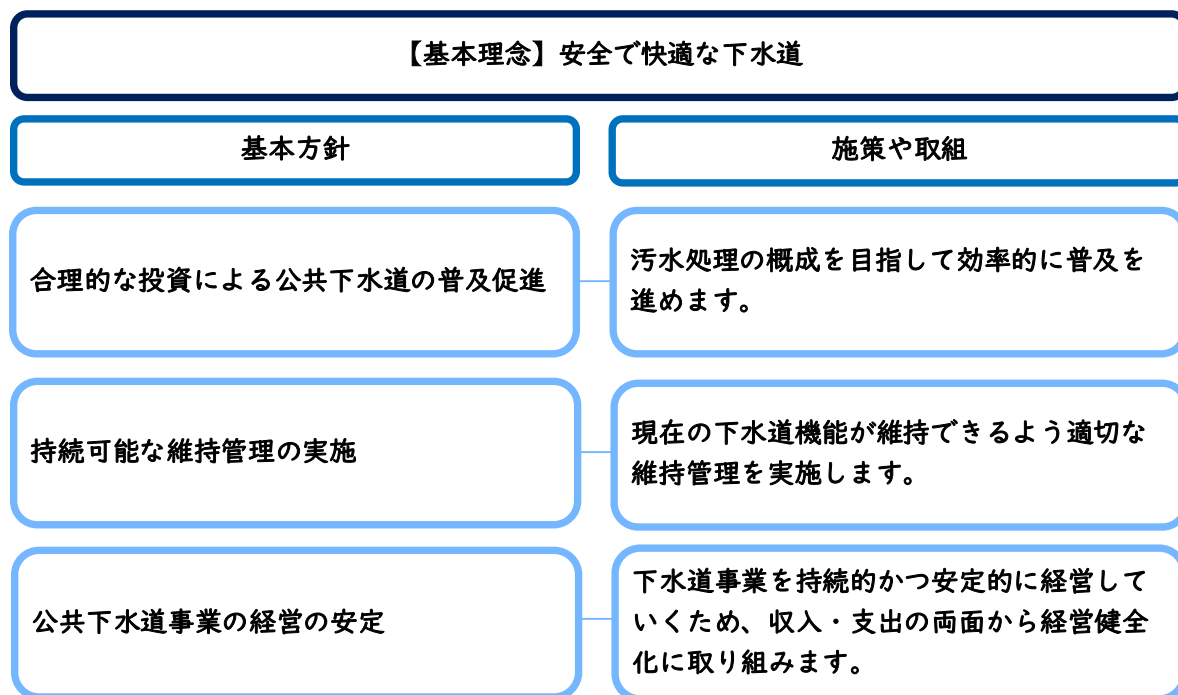 【基本理念】安全で快適な下水道
基本方針
施策や取組
合理的な投資による公共下水道の普及促進
汚水処理の概成を目指して効率的に普及を
進めます。
持続可能な維持管理の実施
現在の下水道機能が維持できるよう適切な
維持管理を実施します。
公共下水道事業の経営の安定
下水道事業を持続的かつ安定的に経営して
いくため、収入・支出の両面から経営健全
化に取り組みます。